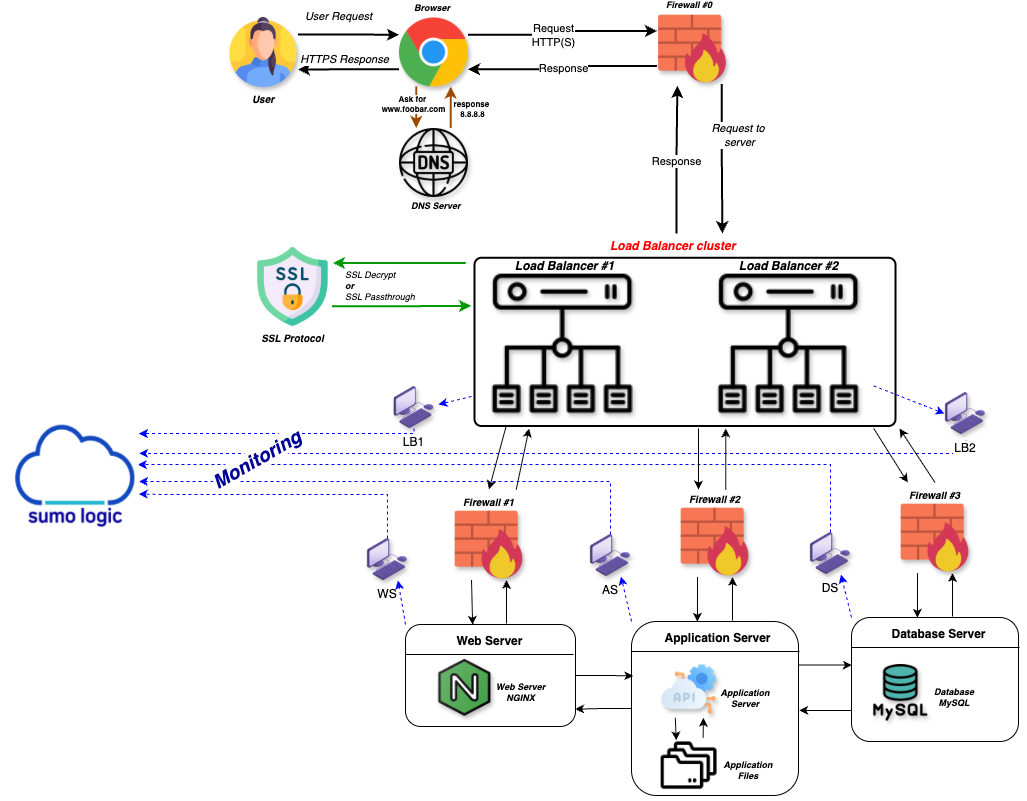 Browser
Firewall #0
User Request
Request
HTTP(S)
HTTPS Response
Response
User
Ask for
www.foobar.com
response
8.8.8.8
DNS
DNS Server
Request to
server
Response
Load Balancer cluster
Load Balancer #1
Load Balancer #2
SSL
SSL Decrypt
or
SSL Passthrough
SSL Protocol
LB1
LB2
Monitoring
sumo logic
Firewall #1
Firewall #2
Firewall #3
WS
AS
DS
Web Server
Application Server
Database Server
Web Server
NGINX
N
API
Application
Server
MySQL
Database
MySQL
Application
Files